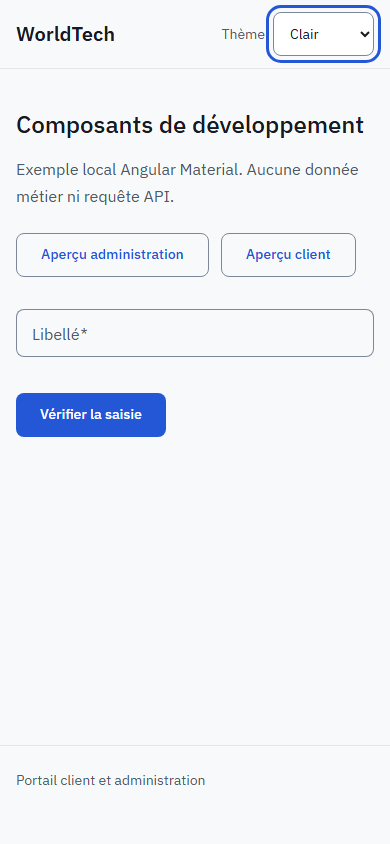 WorldTech
Thème
Clair
Composants de développement
Exemple local Angular Material. Aucune donnée
métier ni requête API.
Aperçu administration
Aperçu client
Libellé*
Vérifier la saisie
Portail client et administration